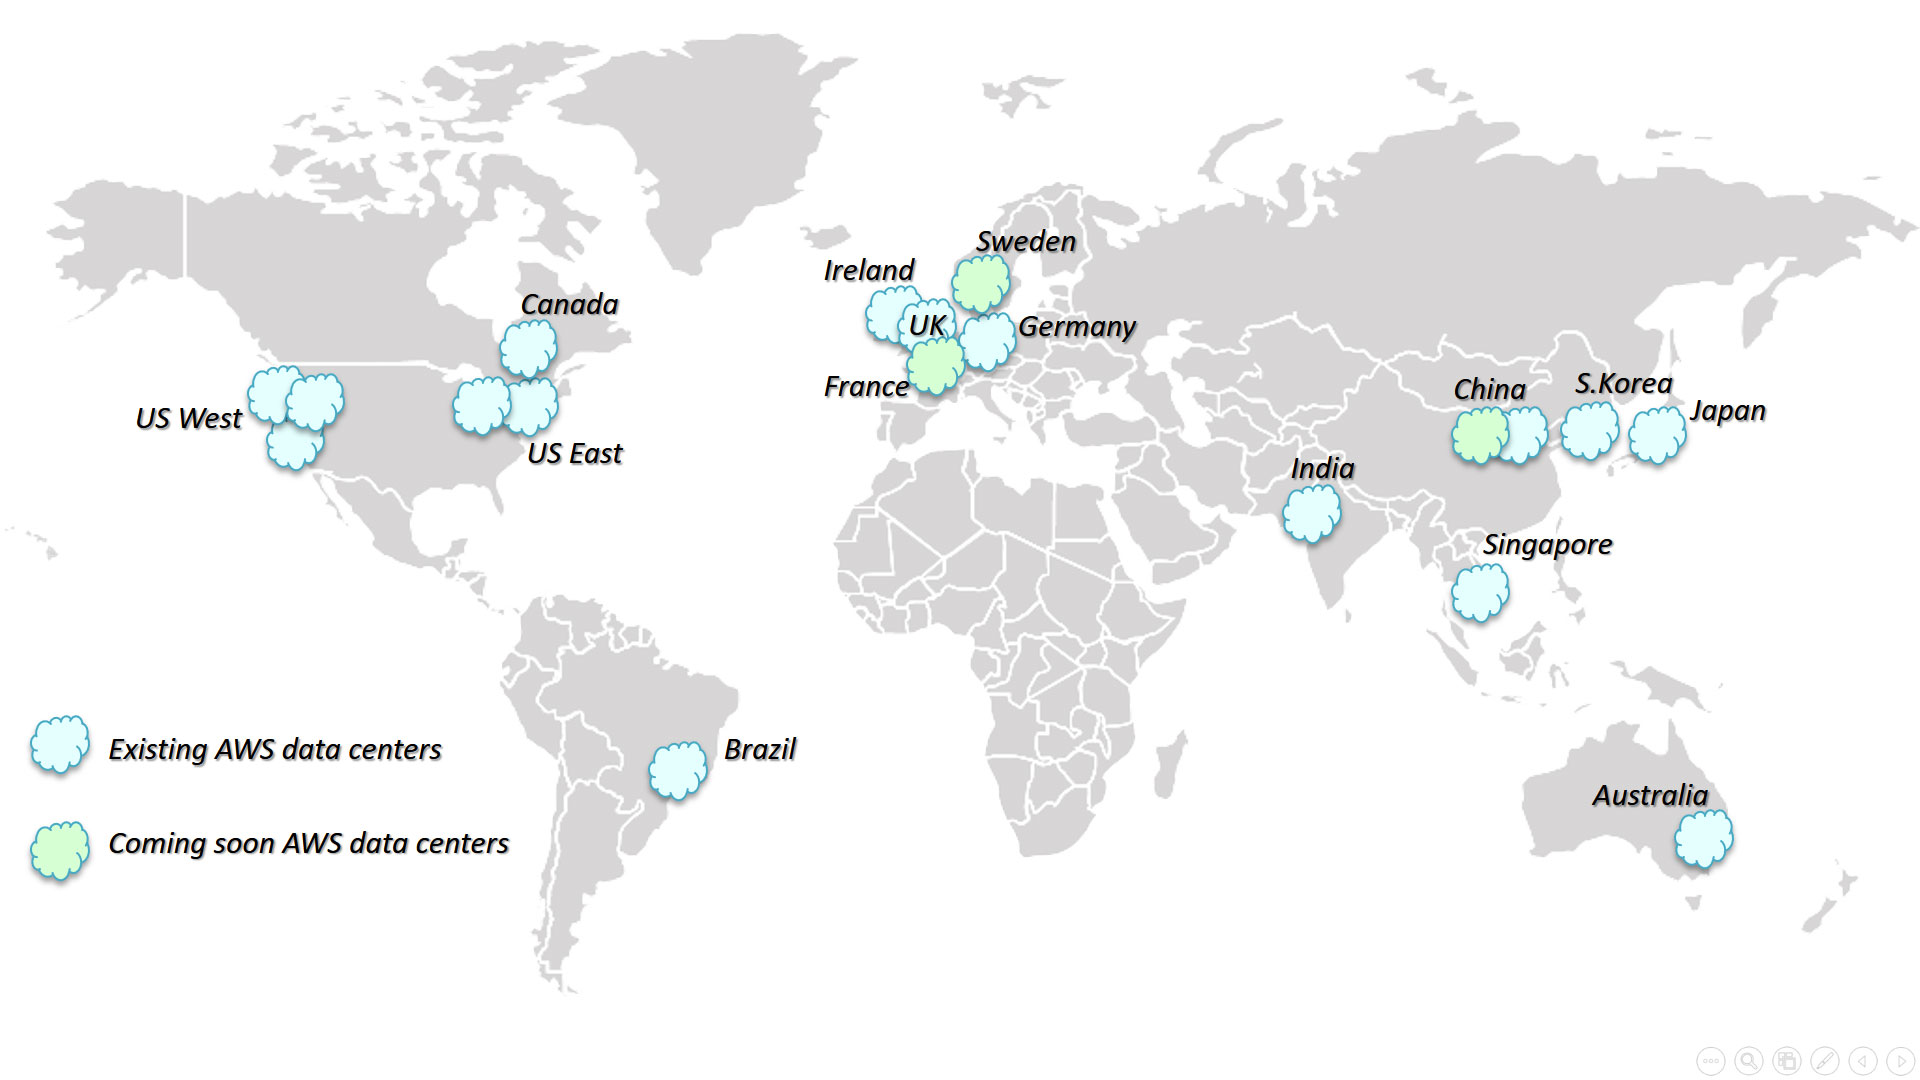 Sweden
Ireland
Canada
UK
Germany
France
China
S.Korea
US West
Japan
US East
India
Singapore
Existing AWS data centers
Brazil
Australia
Coming soon AWS data centers